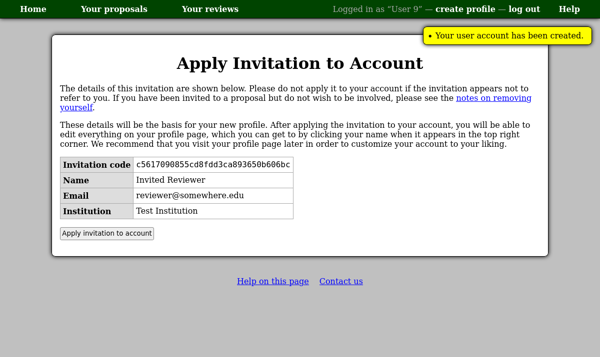 Home Your proposals Your reviews Logged in as “User 9” — create profile — log out Help
• Your user account has been created.
Apply Invitation to Account
The details of this invitation are shown below. Please do not apply it to your account if the invitation appears not to
refer to you. If you have been invited to a proposal but do not wish to be involved, please see the notes on removing
yourself.
These details will be the basis for your new profile. After applying the invitation to your account, you will be able to
edit everything on your profile page, which you can get to by clicking your name when it appears in the top right
corner. We recommend that you visit your profile page later in order to customize your account to your liking.
Invitation code c5617090855cd8fdd3ca893650b606bc
Name Invited Reviewer
Email reviewer@somewhere.edu
Institution Test Institution
Apply invitation to account
Help on this page Contact us